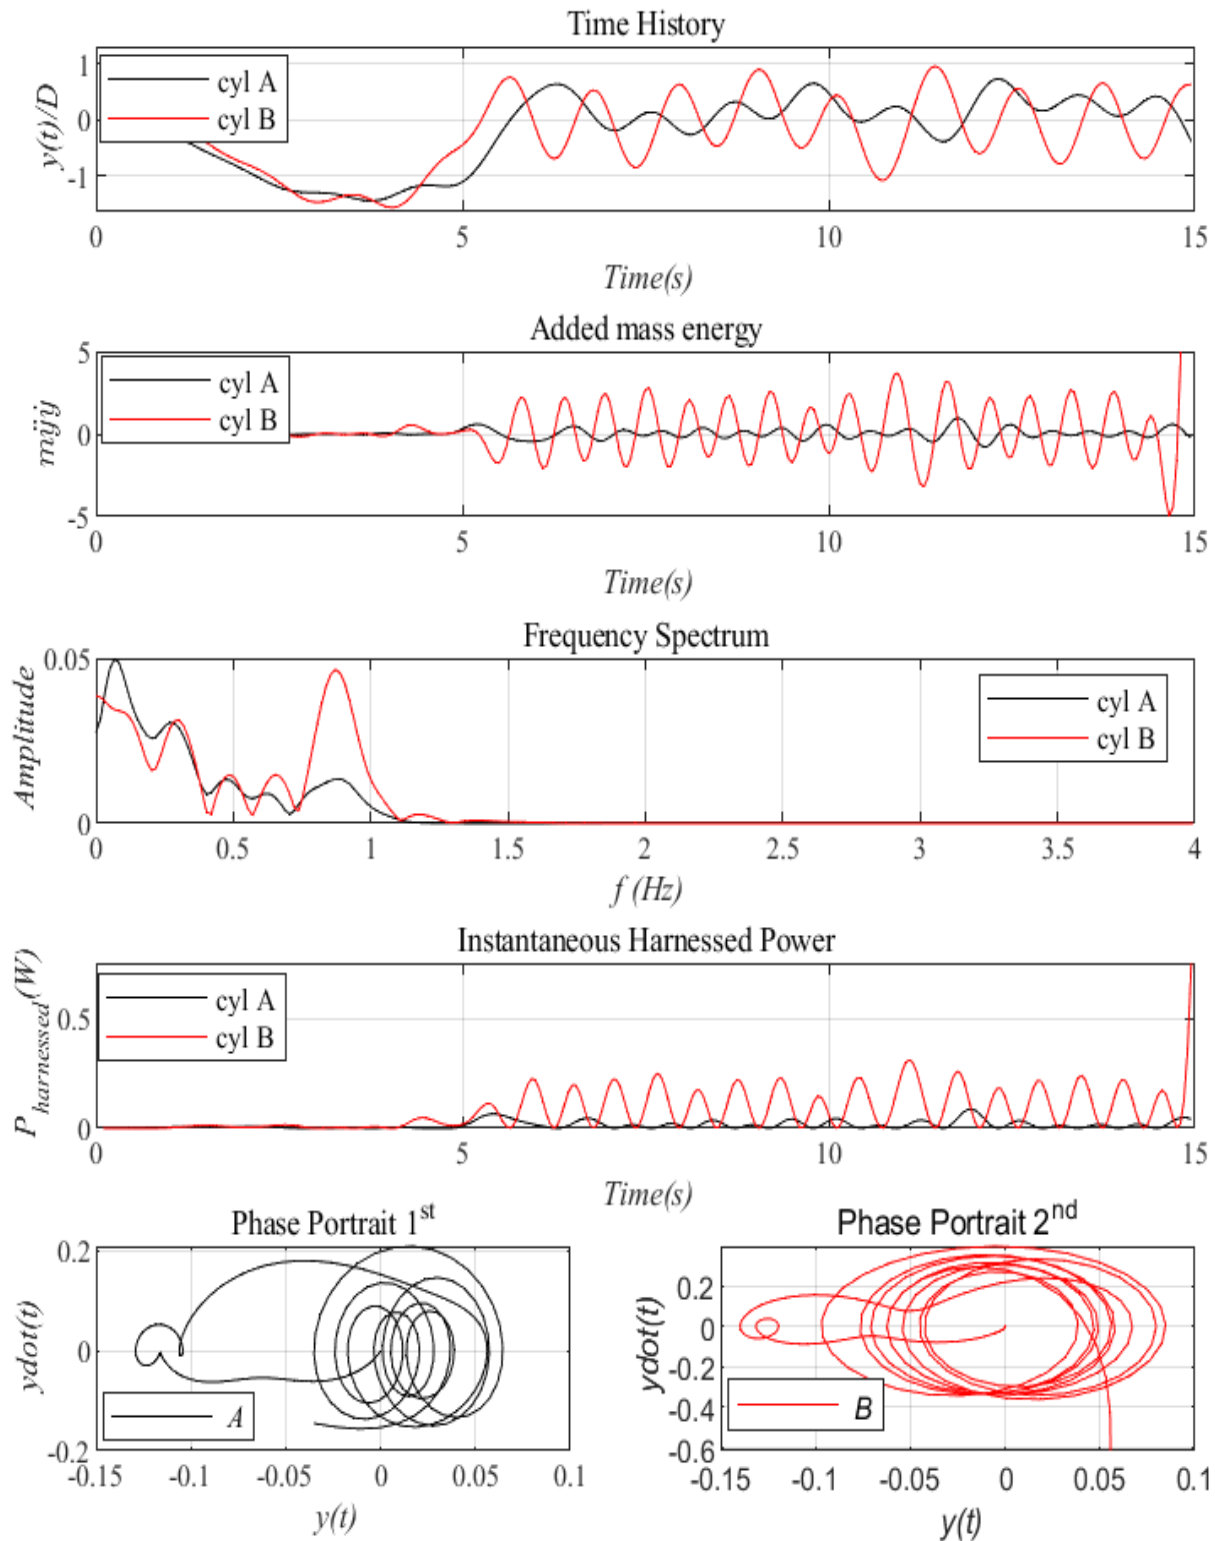 Time History
y(t)/D
1
0
-1
cyl A
cyl B
0 5 10 15
Time(s)
Added mass energy
mÿẏ
5
0
-5
cyl A
cyl B
0 5 10 15
Time(s)
Frequency Spectrum
Amplitude
0.05
0
cyl A
cyl B
0 0.5 1 1.5 2 2.5 3 3.5 4
f (Hz)
Instantaneous Harnessed Power
P harnessed (W)
0.5
0
cyl A
cyl B
0 5 10 15
Time(s)
Phase Portrait 1st
ydot(t)
0.2
0
-0.2
A
-0.15 -0.1 -0.05 0 0.05 0.1
y(t)
Phase Portrait 2nd
ydot(t)
0.2
0
-0.2
-0.4
-0.6
B
-0.15 -0.1 -0.05 0 0.05 0.1
y(t)